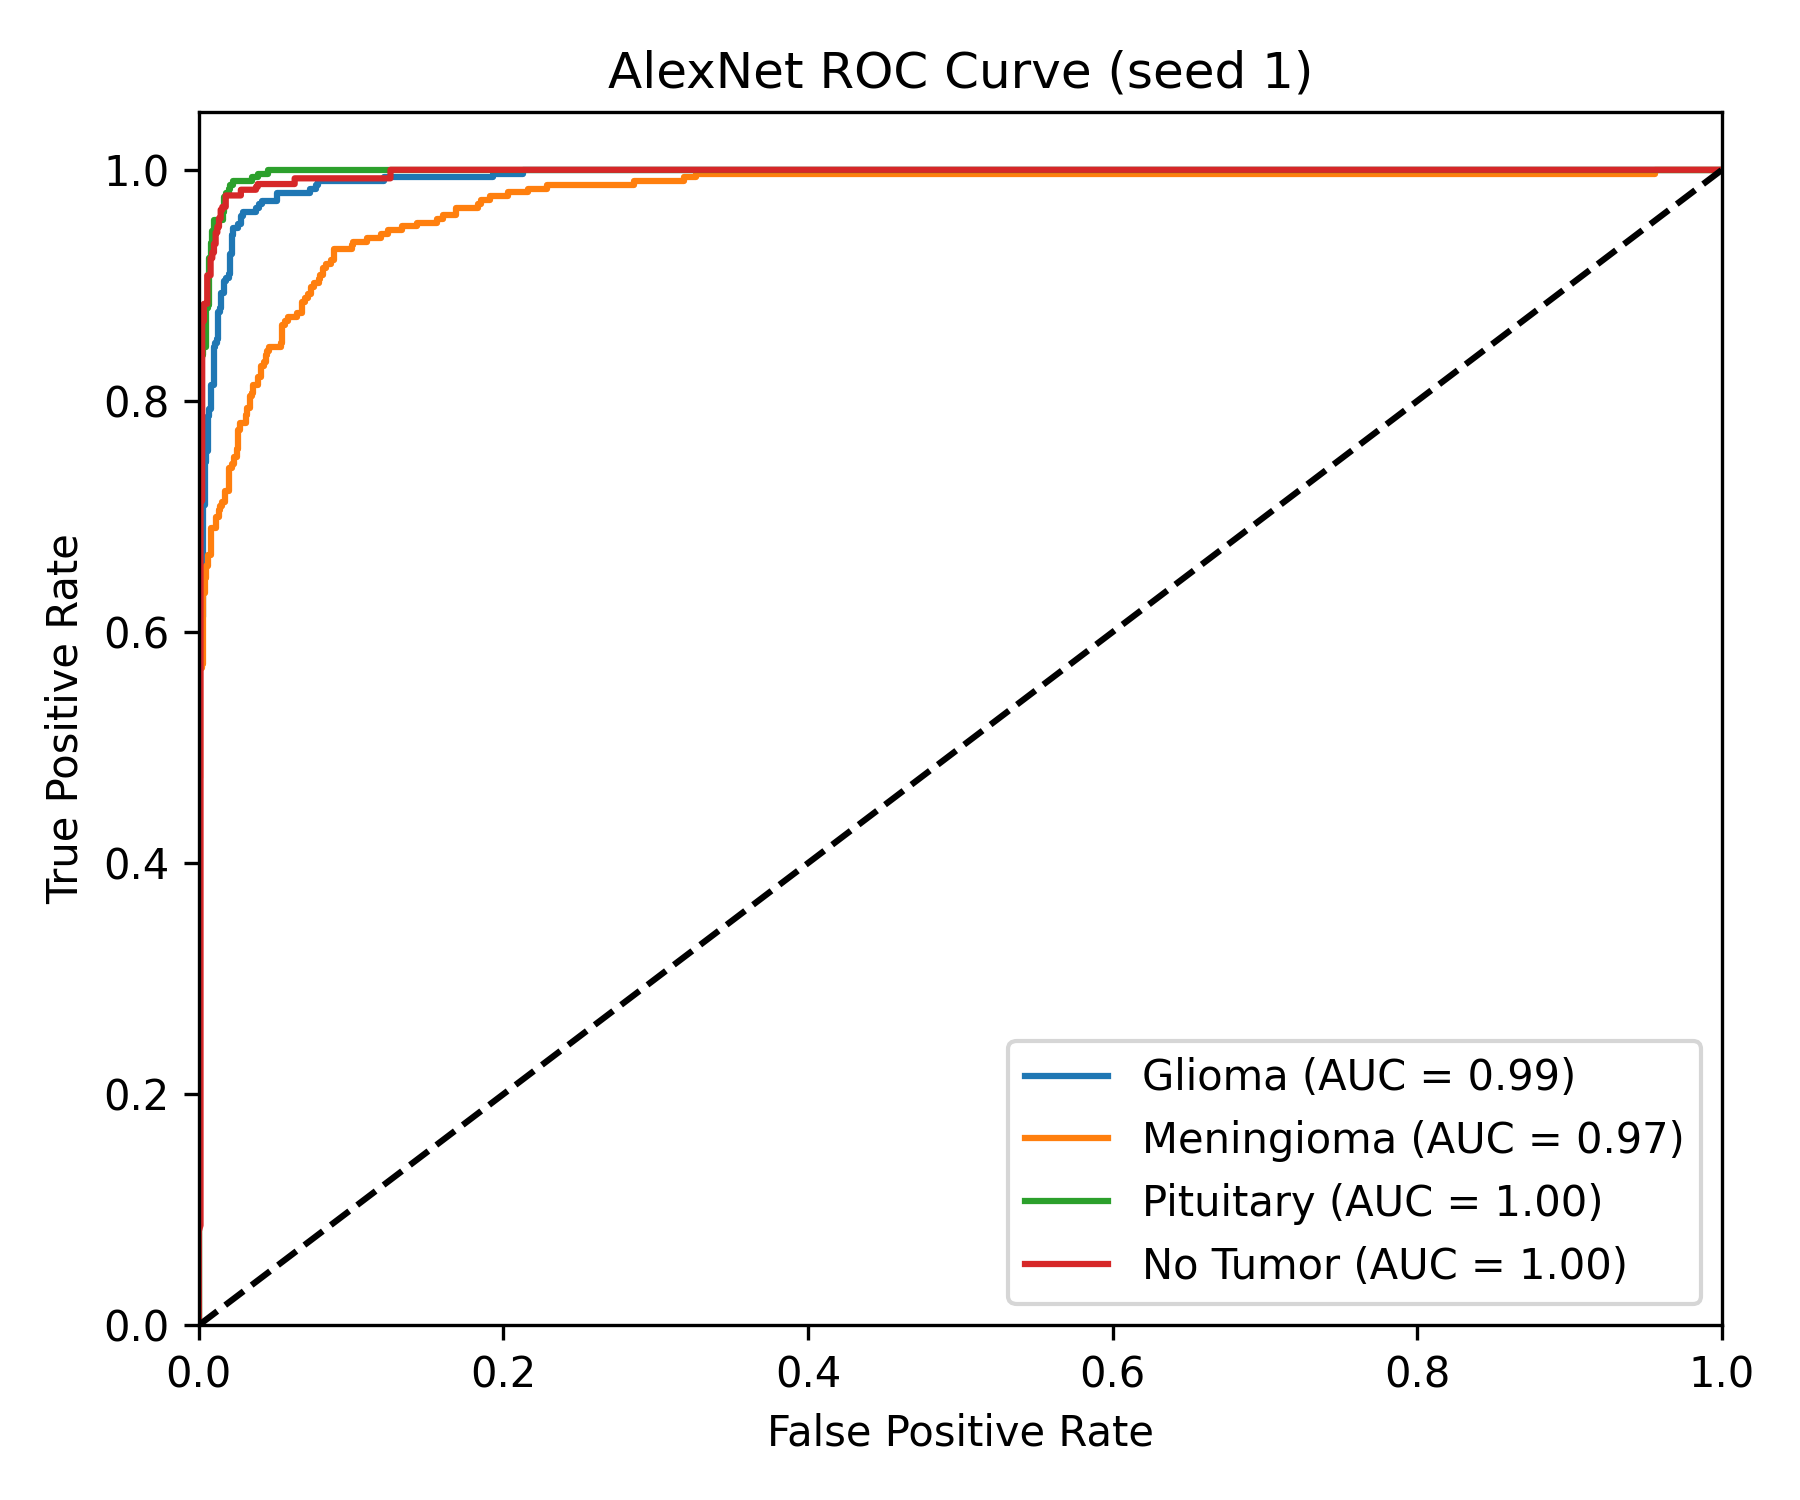 AlexNet ROC Curve (seed 1)
1.0
0.8
0.6
0.4
0.2
0.0
True Positive Rate
0.0 0.2 0.4 0.6 0.8 1.0
False Positive Rate
Glioma (AUC = 0.99)
Meningioma (AUC = 0.97)
Pituitary (AUC = 1.00)
No Tumor (AUC = 1.00)